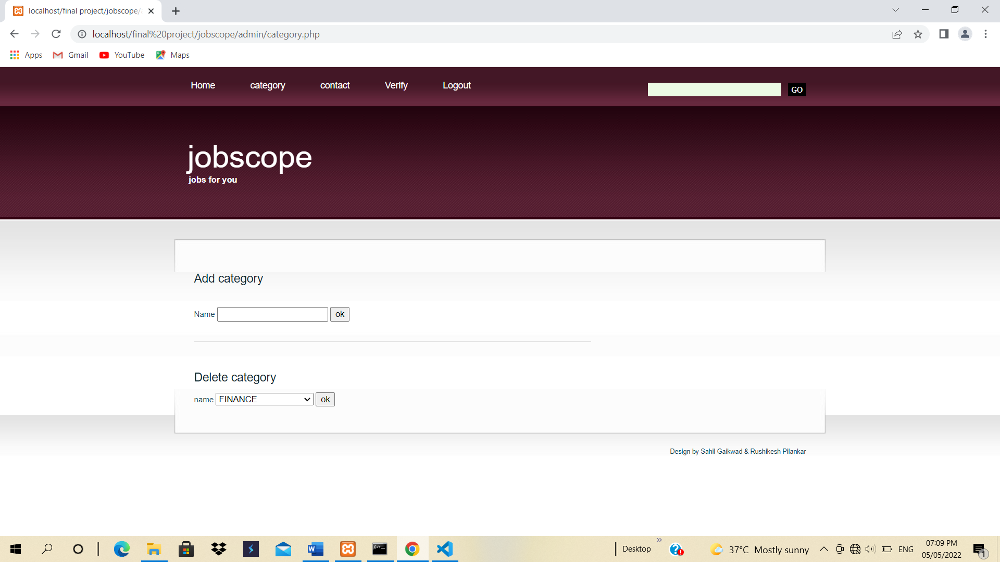 localhost/final project/jobscope/
localhost/final%20project/jobscope/admin/category.php
Apps Gmail YouTube Maps
Home category contact Verify Logout GO
jobscope
jobs for you
Add category
Name ok
Delete category
name FINANCE ok
Design by Sahil Gaikwad & Rushikesh Pilankar
Desktop 37°C Mostly sunny ENG 07:09 PM
05/05/2022 1